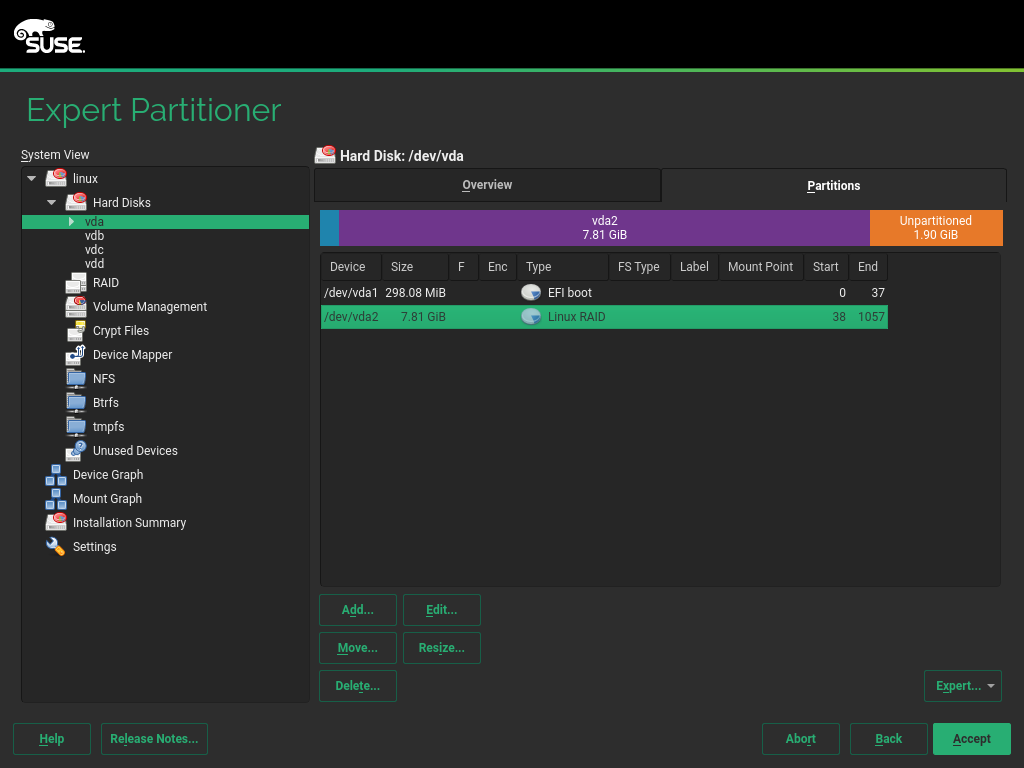 SUSE.
Expert Partitioner
System View
linux
Hard Disks
vda
vdb
vdc
vdd
RAID
Volume Management
Crypt Files
Device Mapper
NFS
Btrfs
tmpfs
Unused Devices
Device Graph
Mount Graph
Installation Summary
Settings
Hard Disk: /dev/vda
Overview Partitions
vda2
7.81 GiB
Unpartitioned
1.90 GiB
Device Size F Enc Type FS Type Label Mount Point Start End
/dev/vda1 298.08 MiB EFI boot 0 37
/dev/vda2 7.81 GiB Linux RAID 38 1057
Add... Edit...
Move... Resize...
Delete... Expert...
Help Release Notes... Abort Back Accept